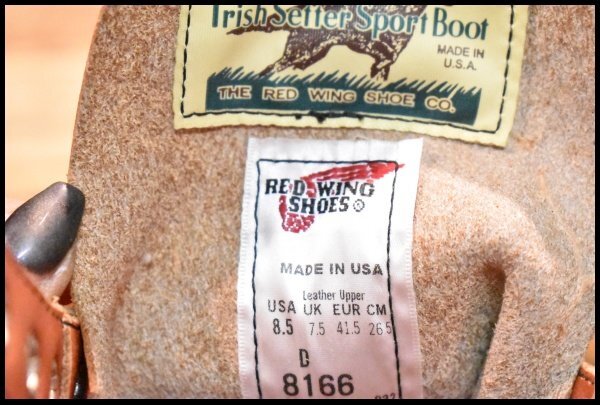 Irish Setter Sport Boot
MADE IN
U.S.A.
THE RED WING SHOE CO.
RED WING
SHOES®
MADE IN USA
Leather Upper
USA UK EUR CM
8.5 7.5 41.5 26.5
D
8166